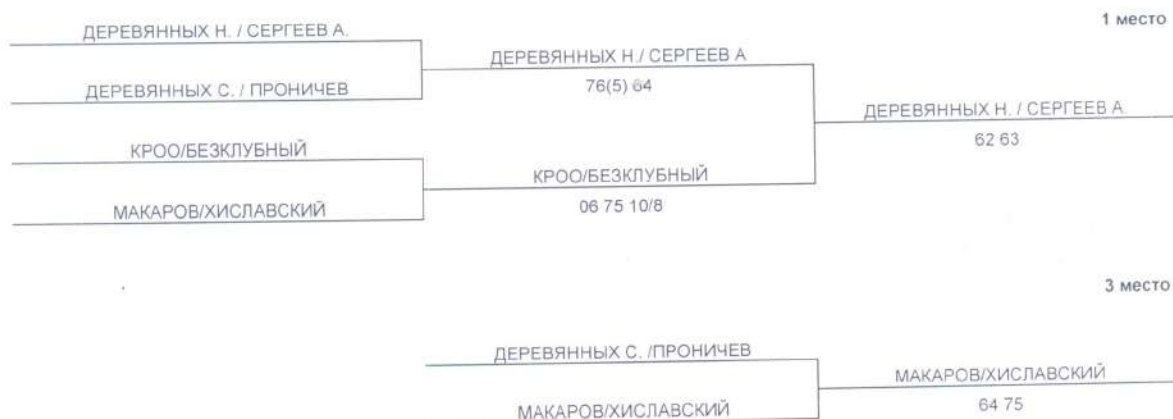 1 место
ДЕРЕВЯННЫХ Н. / СЕРГЕЕВ А.
ДЕРЕВЯННЫХ Н./ СЕРГЕЕВ А
76(5) 64
ДЕРЕВЯННЫХ С. / ПРОНИЧЕВ
ДЕРЕВЯННЫХ Н. / СЕРГЕЕВ А.
62 63
КРОО/БЕЗКЛУБНЫЙ
КРОО/БЕЗКЛУБНЫЙ
06 75 10/8
МАКАРОВ/ХИСЛАВСКИЙ
3 место
ДЕРЕВЯННЫХ С. /ПРОНИЧЕВ
МАКАРОВ/ХИСЛАВСКИЙ
64 75
МАКАРОВ/ХИСЛАВСКИЙ